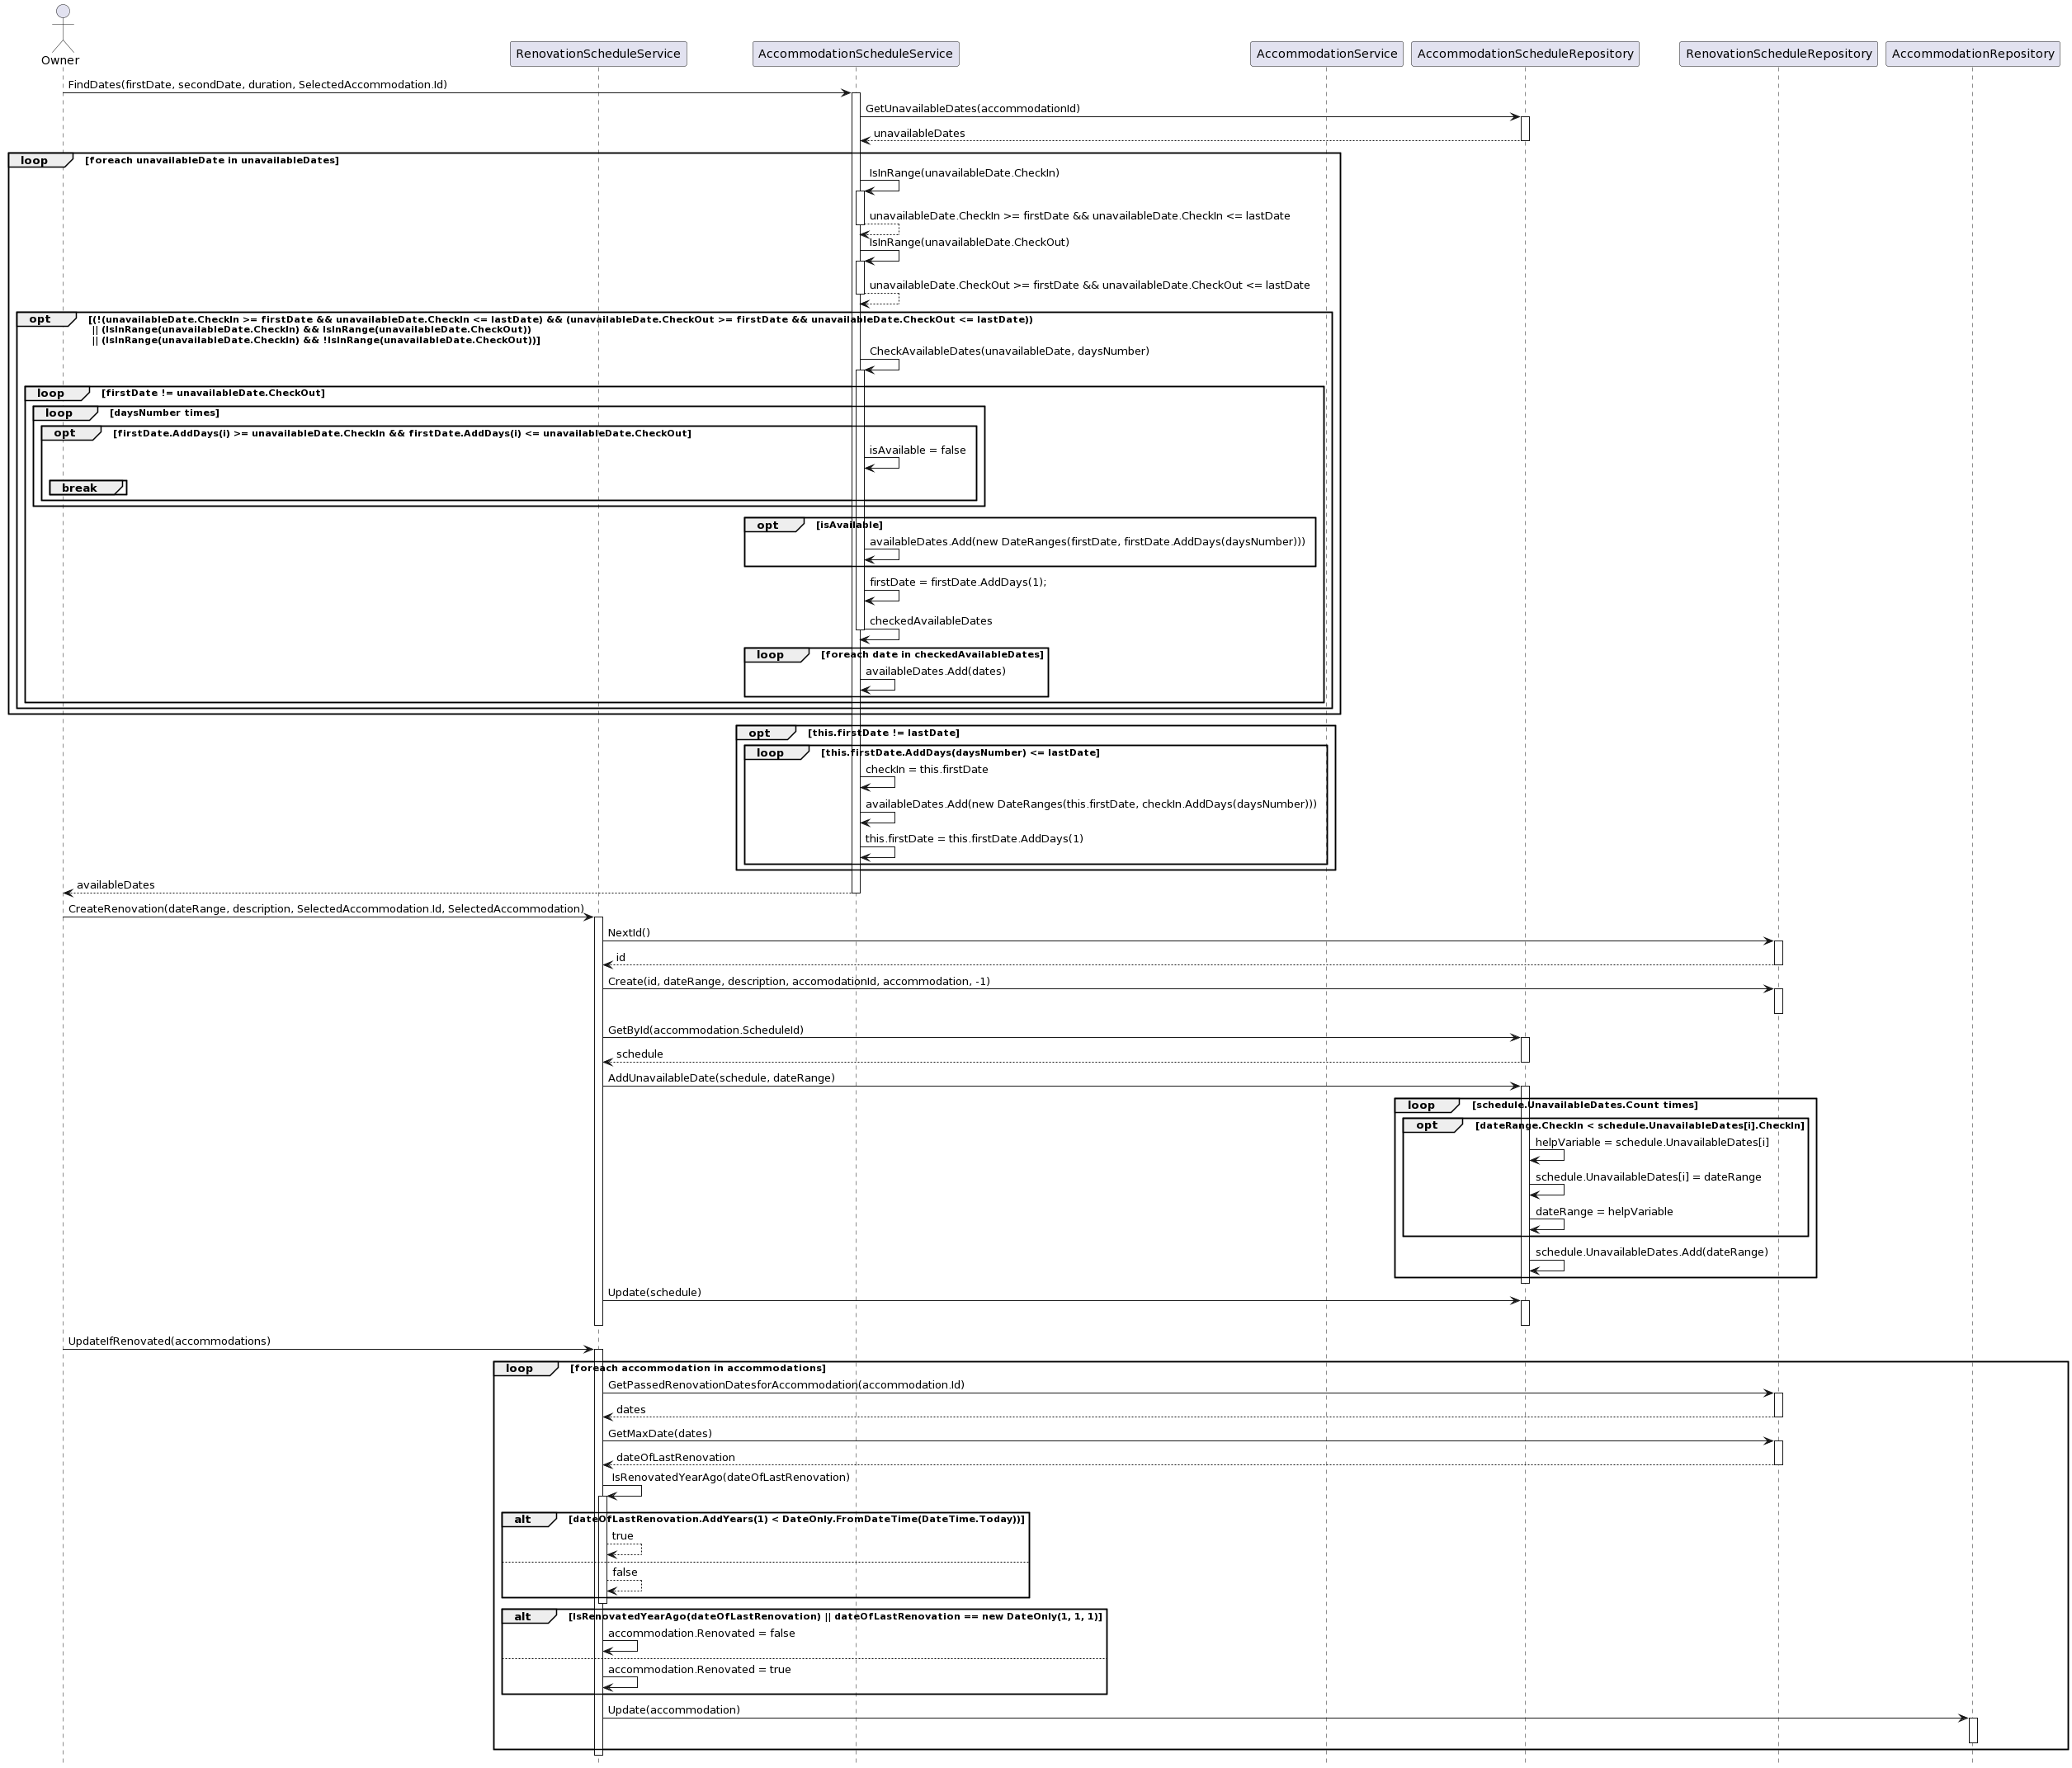 Owner
RenovationScheduleService
AccommodationScheduleService
AccommodationService
AccommodationScheduleRepository
RenovationScheduleRepository
AccommodationRepository
FindDates(firstDate, secondDate, duration, SelectedAccommodation.Id)
GetUnavailableDates(accommodationId)
unavailableDates
loop [foreach unavailableDate in unavailableDates]
IsInRange(unavailableDate.CheckIn)
unavailableDate.CheckIn >= firstDate && unavailableDate.CheckIn <= lastDate
IsInRange(unavailableDate.CheckOut)
unavailableDate.CheckOut >= firstDate && unavailableDate.CheckOut <= lastDate
opt [(!(unavailableDate.CheckIn >= firstDate && unavailableDate.CheckIn <= lastDate) && (unavailableDate.CheckOut >= firstDate && unavailableDate.CheckOut <= lastDate))
|| (IsInRange(unavailableDate.CheckIn) && IsInRange(unavailableDate.CheckOut))
|| (IsInRange(unavailableDate.CheckIn) && !IsInRange(unavailableDate.CheckOut))]
CheckAvailableDates(unavailableDate, daysNumber)
loop [firstDate != unavailableDate.CheckOut]
loop [daysNumber times]
opt [firstDate.AddDays(i) >= unavailableDate.CheckIn && firstDate.AddDays(i) <= unavailableDate.CheckOut]
isAvailable = false
break
opt [isAvailable]
availableDates.Add(new DateRanges(firstDate, firstDate.AddDays(daysNumber)))
firstDate = firstDate.AddDays(1);
checkedAvailableDates
loop [foreach date in checkedAvailableDates]
availableDates.Add(dates)
opt [this.firstDate != lastDate]
loop [this.firstDate.AddDays(daysNumber) <= lastDate]
checkIn = this.firstDate
availableDates.Add(new DateRanges(this.firstDate, checkIn.AddDays(daysNumber)))
this.firstDate = this.firstDate.AddDays(1)
availableDates
CreateRenovation(dateRange, description, SelectedAccommodation.Id, SelectedAccommodation)
NextId()
id
Create(id, dateRange, description, accomodationId, accommodation, -1)
GetById(accommodation.ScheduleId)
schedule
AddUnavailableDate(schedule, dateRange)
loop [schedule.UnavailableDates.Count times]
opt [dateRange.CheckIn < schedule.UnavailableDates[i].CheckIn]
helpVariable = schedule.UnavailableDates[i]
schedule.UnavailableDates[i] = dateRange
dateRange = helpVariable
schedule.UnavailableDates.Add(dateRange)
Update(schedule)
UpdateIfRenovated(accommodations)
loop [foreach accommodation in accommodations]
GetPassedRenovationDatesforAccommodation(accommodation.Id)
dates
GetMaxDate(dates)
dateOfLastRenovation
IsRenovatedYearAgo(dateOfLastRenovation)
alt [dateOfLastRenovation.AddYears(1) < DateOnly.FromDateTime(DateTime.Today))]
true
false
alt [IsRenovatedYearAgo(dateOfLastRenovation) || dateOfLastRenovation == new DateOnly(1, 1, 1)]
accommodation.Renovated = false
accommodation.Renovated = true
Update(accommodation)